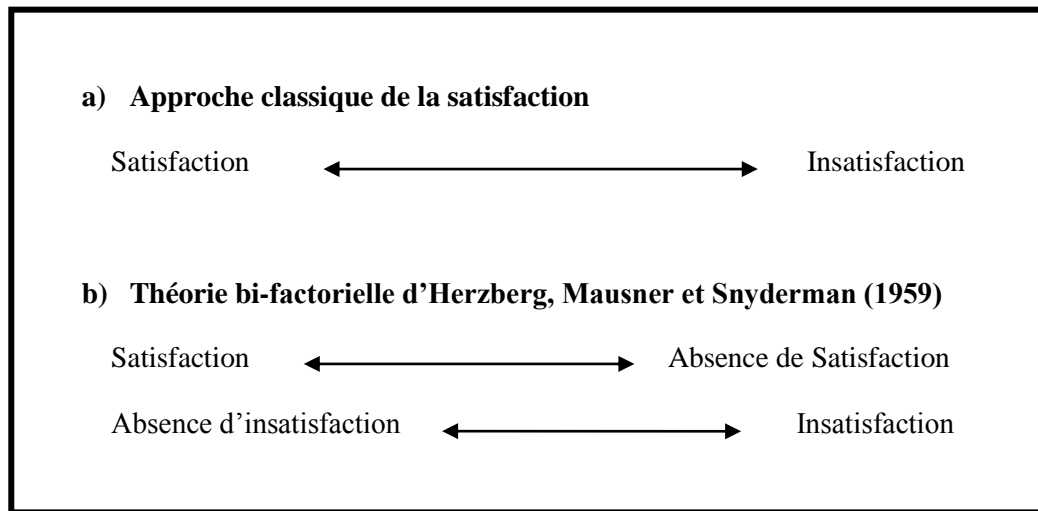 a) Approche classique de la satisfaction
Satisfaction Insatisfaction
b) Théorie bi-factorielle d’Herzberg, Mausner et Snyderman (1959)
Satisfaction Absence de Satisfaction
Absence d’insatisfaction Insatisfaction